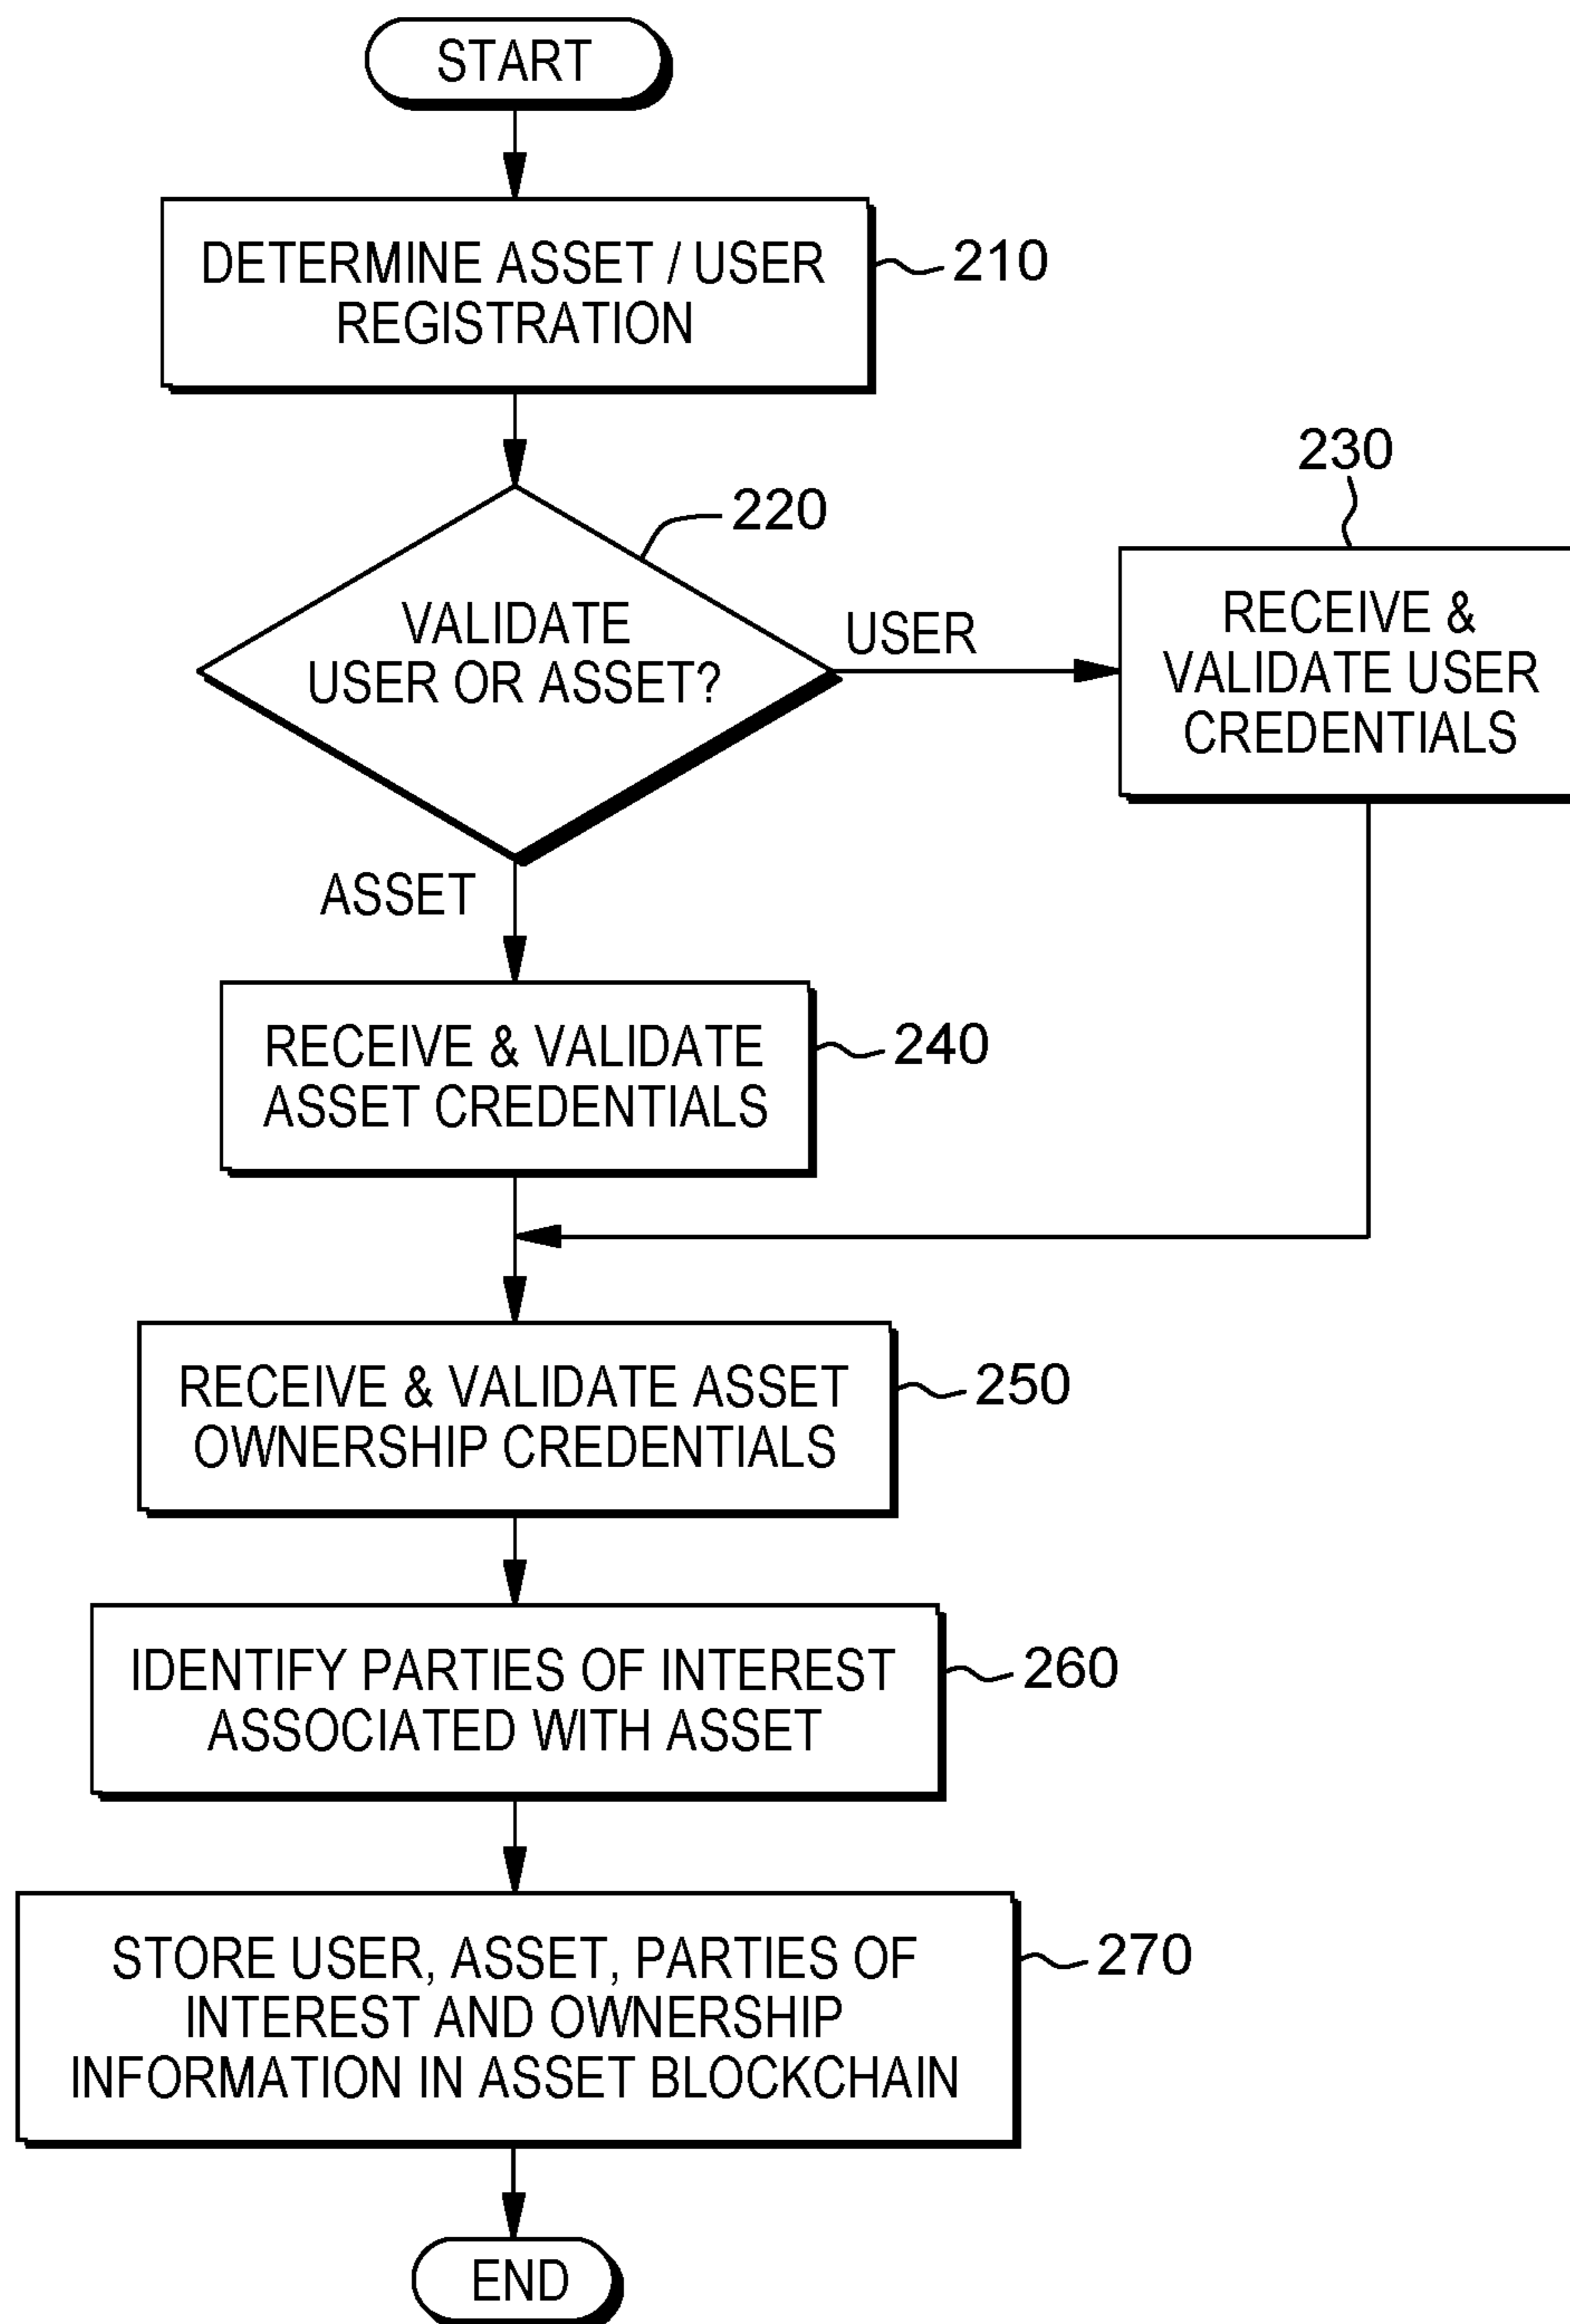 START
DETERMINE ASSET / USER
REGISTRATION
210
220
VALIDATE
USER OR ASSET?
USER
230
RECEIVE &
VALIDATE USER
CREDENTIALS
ASSET
RECEIVE & VALIDATE
ASSET CREDENTIALS
240
RECEIVE & VALIDATE ASSET
OWNERSHIP CREDENTIALS
250
IDENTIFY PARTIES OF INTEREST
ASSOCIATED WITH ASSET
260
STORE USER, ASSET, PARTIES OF
INTEREST AND OWNERSHIP
INFORMATION IN ASSET BLOCKCHAIN
270
END